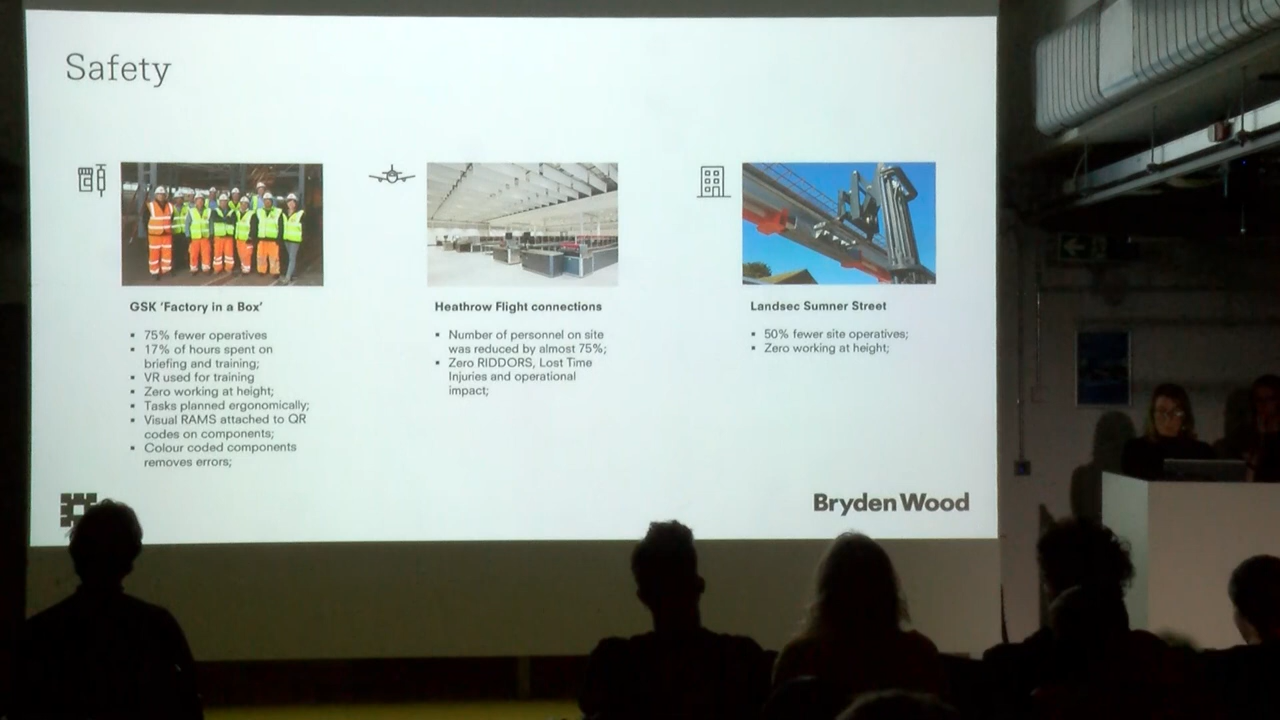 Safety
GSK 'Factory in a Box'
▪ 75% fewer operatives
▪ 17% of hours spent on
briefing and training;
▪ VR used for training
▪ Zero working at height;
▪ Tasks planned ergonomically;
▪ Visual RAMS attached to QR
codes on components;
▪ Colour coded components
removes errors;
Heathrow Flight connections
▪ Number of personnel on site
was reduced by almost 75%;
▪ Zero RIDDORS, Lost Time
Injuries and operational
impact;
Landsec Sumner Street
▪ 50% fewer site operatives;
▪ Zero working at height;
Bryden Wood